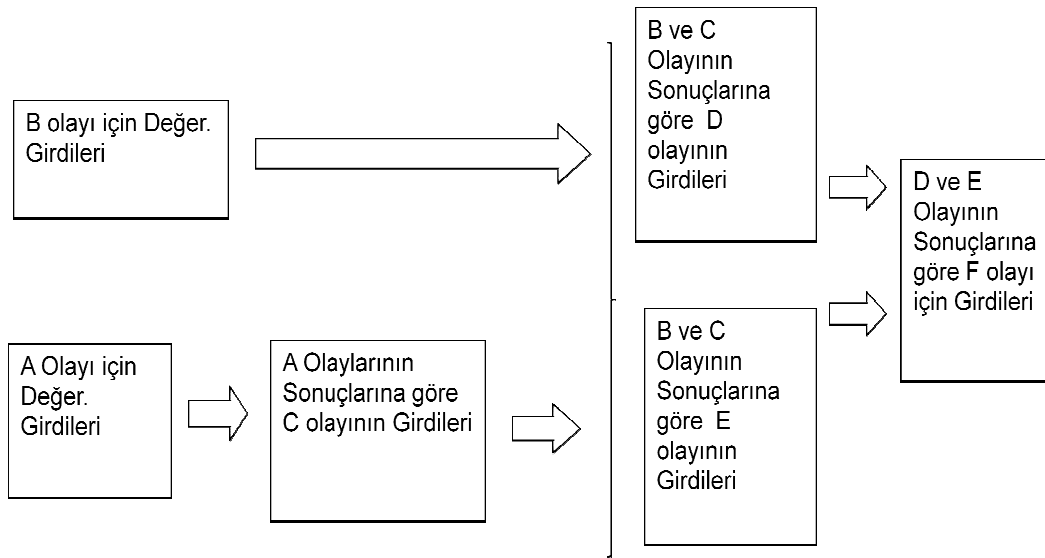 B olayı için Değer.
Girdileri
A Olayı için
Değer.
Girdileri
A Olaylarının
Sonuçlarına göre
C olayının Girdileri
B ve C
Olayının
Sonuçlarına
göre D
olayının
Girdileri
B ve C
Olayının
Sonuçlarına
göre E
olayının
Girdileri
D ve E
Olayının
Sonuçlarına
göre F olayı
için Girdileri